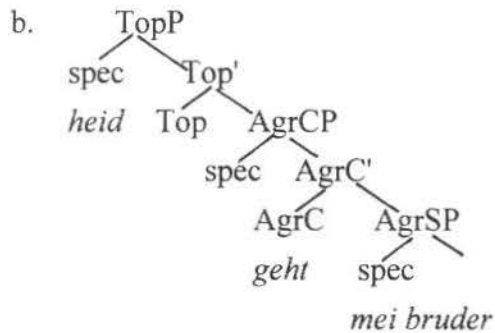 b. TopP
spec Top'
heid Top AgrCP
spec AgrC'
AgrC AgrSP
geht spec
mei bruder